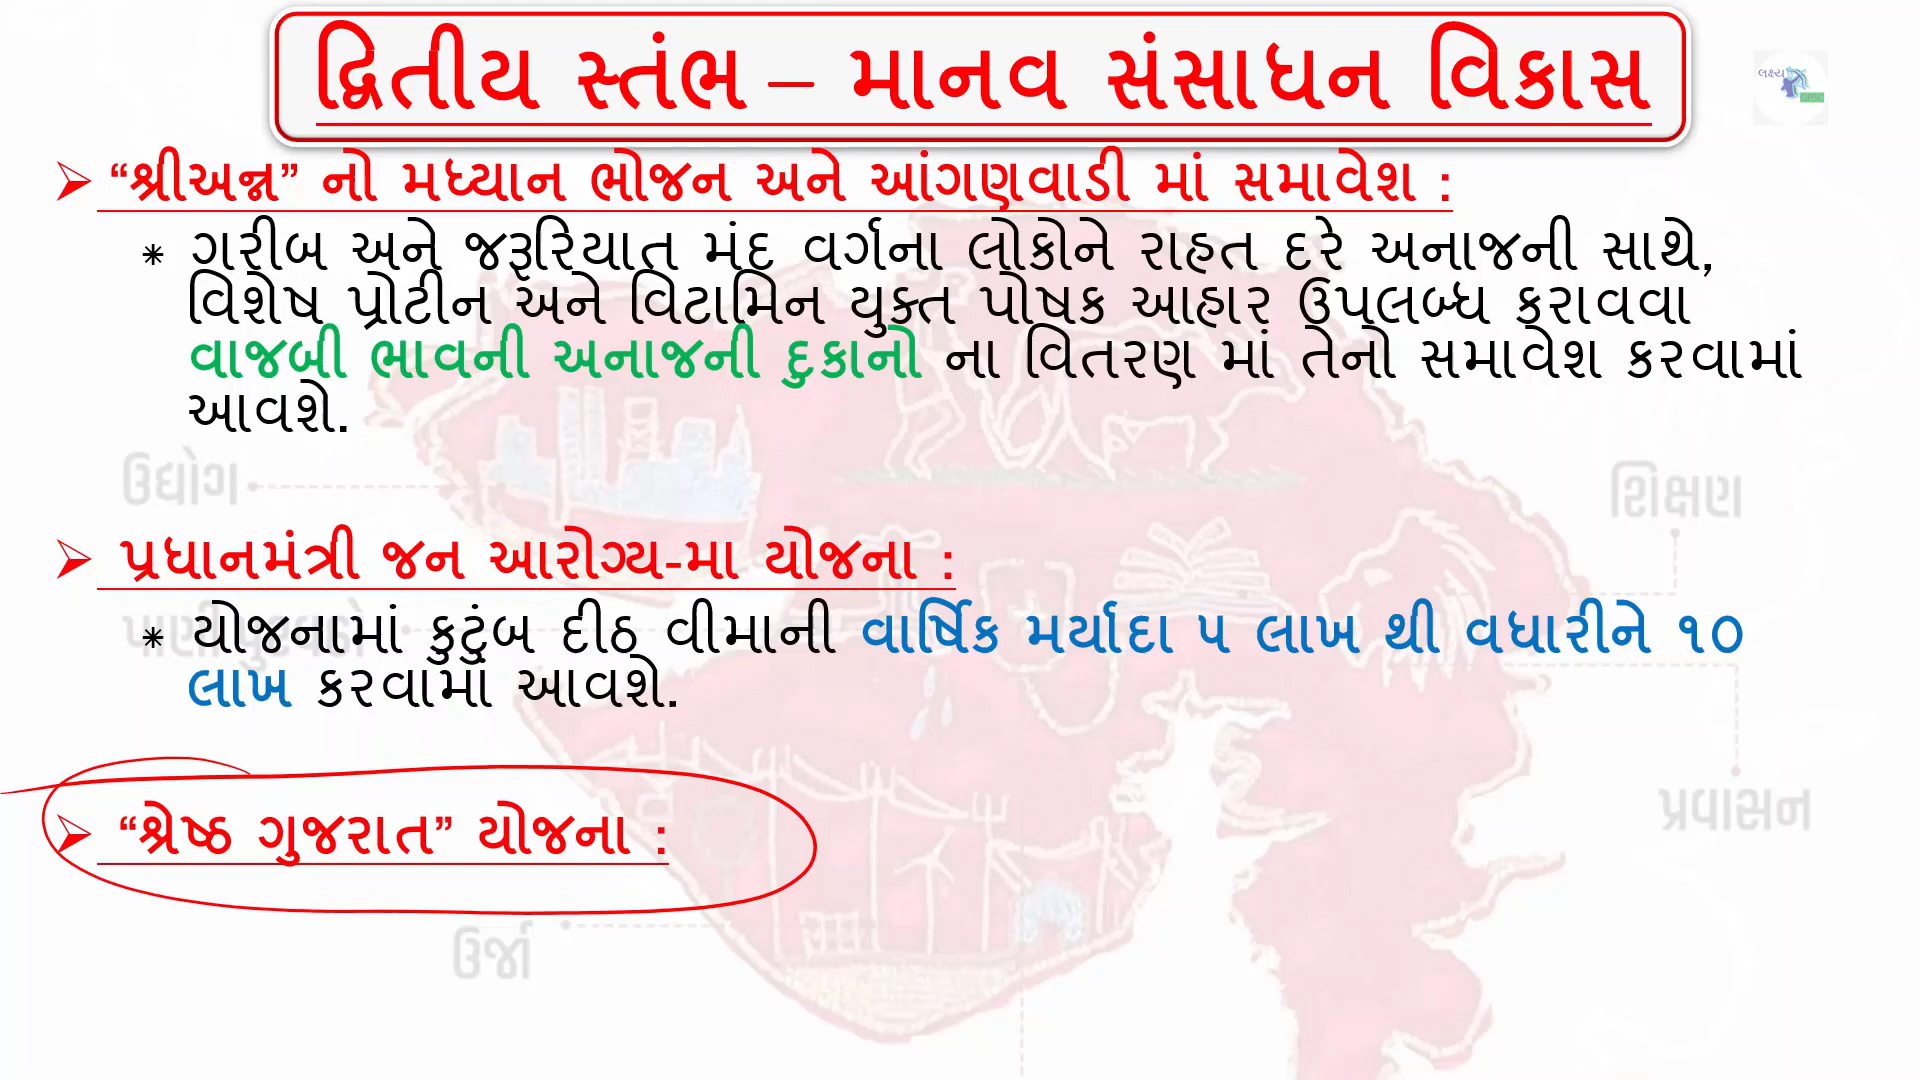 દ્વિતીય સ્તંભ – માનવ સંસાધન વિકાસ
લક્ષ્ય
➢ “શ્રીઅન્ન” નો મધ્યાન ભોજન અને આંગણવાડી માં સમાવેશ :
* ગરીબ અને જરૂરિયાત મંદ વર્ગના લોકોને રાહત દરે અનાજની સાથે,
વિશેષ પ્રોટીન અને વિટામિન યુક્ત પોષક આહાર ઉપલબ્ધ કરાવવા
વાજબી ભાવની અનાજની દુકાનો ના વિતરણ માં તેનો સમાવેશ કરવામાં
આવશે.
ઉદ્યોગ
શિક્ષણ
➢ પ્રધાનમંત્રી જન આરોગ્ય-મા યોજના :
* યોજનામાં કુટુંબ દીઠ વીમાની વાર્ષિક મર્યાદા ૫ લાખ થી વધારીને ૧૦
લાખ કરવામાં આવશે.
પ્રવાસન
➢ “શ્રેષ્ઠ ગુજરાત” યોજના :
ઉર્જા